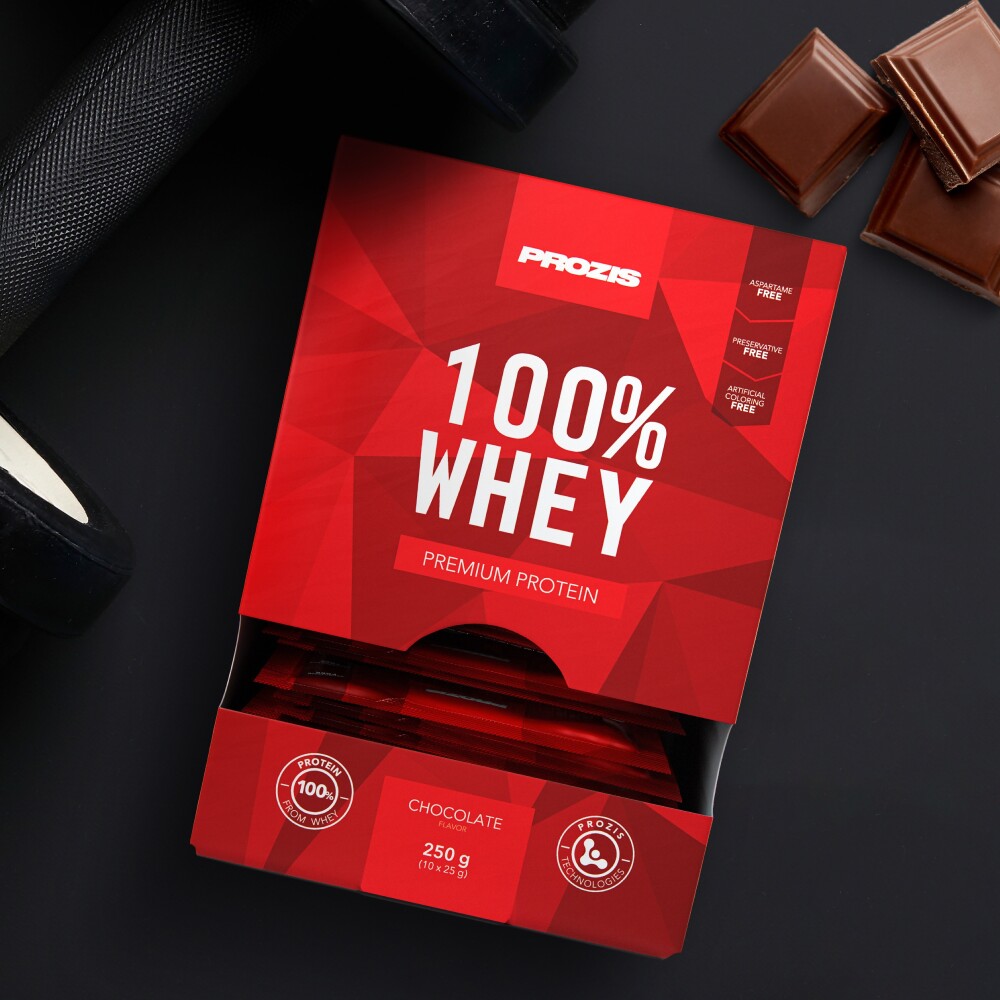 PROZIS
ASPARTAME
FREE
PRESERVATIVE
FREE
ARTIFICIAL
COLORING
FREE
100%
WHEY
PREMIUM PROTEIN
PROTEIN
100%
FROM WHEY
CHOCOLATE
FLAVOR
250 g
(10 x 25 g)
PROZIS
TECHNOLOGIES